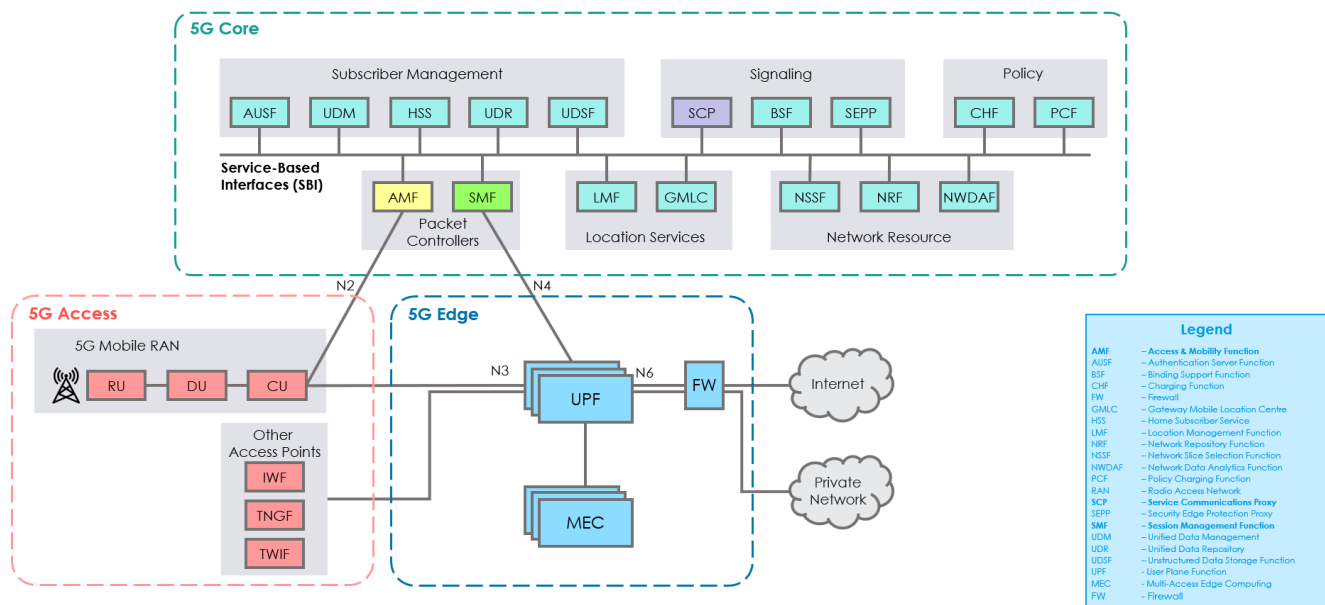 5G Core
Subscriber Management
Signaling
Policy
AUSF
UDM
HSS
UDR
UDSF
SCP
BSF
SEPP
CHF
PCF
Service-Based
Interfaces (SBI)
AMF
SMF
Packet
Controllers
LMF
GMLC
Location Services
NSSF
NRF
NWDAF
Network Resource
N2
N4
5G Access
5G Mobile RAN
RU
DU
CU
Other
Access Points
IWF
TNGF
TWIF
5G Edge
N3
UPF
N6
FW
MEC
Internet
Private
Network
Legend
AMF – Access & Mobility Function
AUSF – Authentication Server Function
BSF – Binding Support Function
CHF – Charging Function
FW – Firewall
GMLC – Gateway Mobile Location Centre
HSS – Home Subscriber Service
LMF – Location Management Function
NRF – Network Repository Function
NSSF – Network Slice Selection Function
NWDAF – Network Data Analytics Function
PCF – Policy Charging Function
RAN – Radio Access Network
SCP – Service Communications Proxy
SEPP – Security Edge Protection Proxy
SMF – Session Management Function
UDM – Unified Data Management
UDR – Unified Data Repository
UDSF – Unstructured Data Storage Function
UPF - User Plane Function
MEC - Multi-Access Edge Computing
FW - Firewall